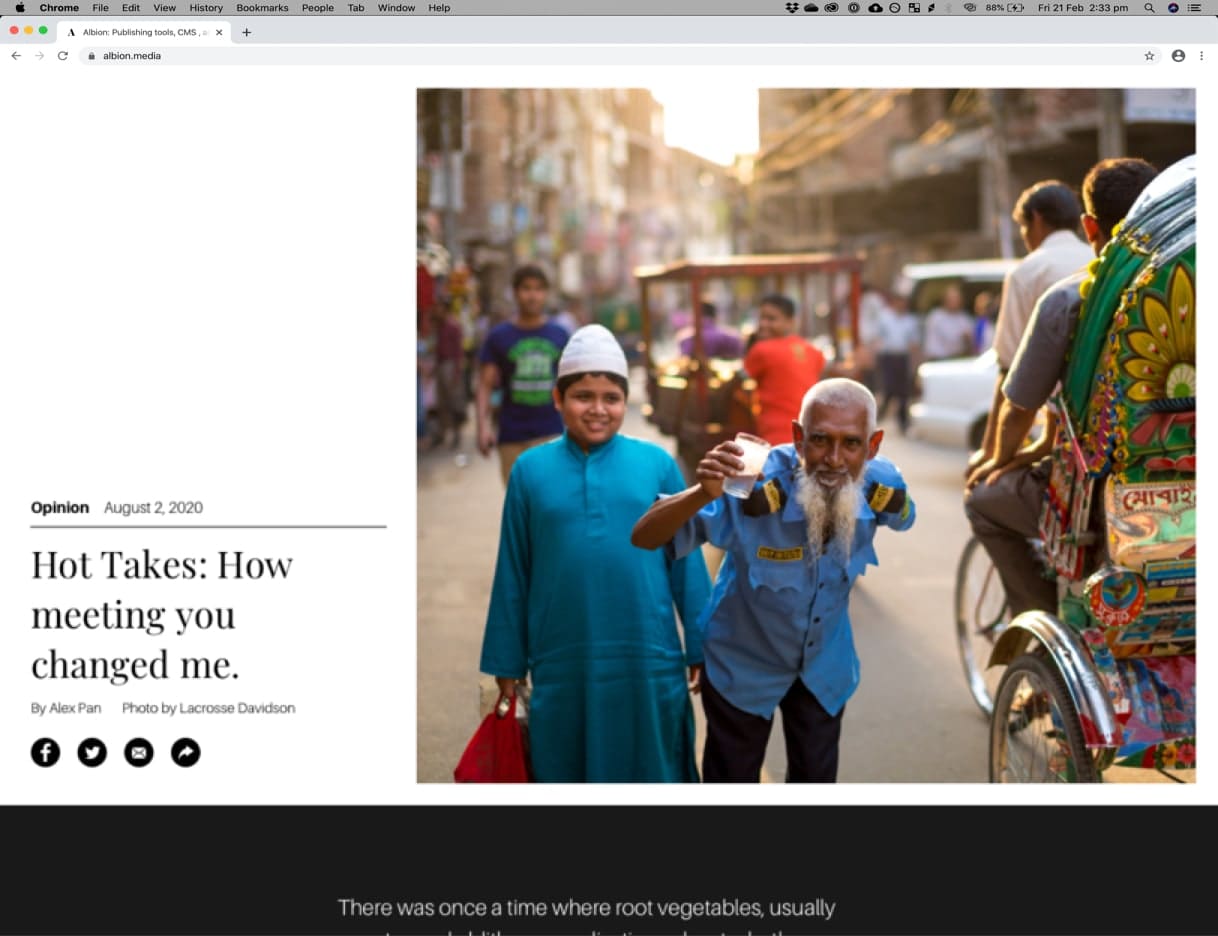 Chrome File Edit View History Bookmarks People Tab Window Help 88% Fri 21 Feb 2:33 pm
Albion: Publishing tools, CMS ,
albion.media
Opinion August 2, 2020
Hot Takes: How
meeting you
changed me.
By Alex Pan Photo by Lacrosse Davidson
মোবাই
There was once a time where root vegetables, usually